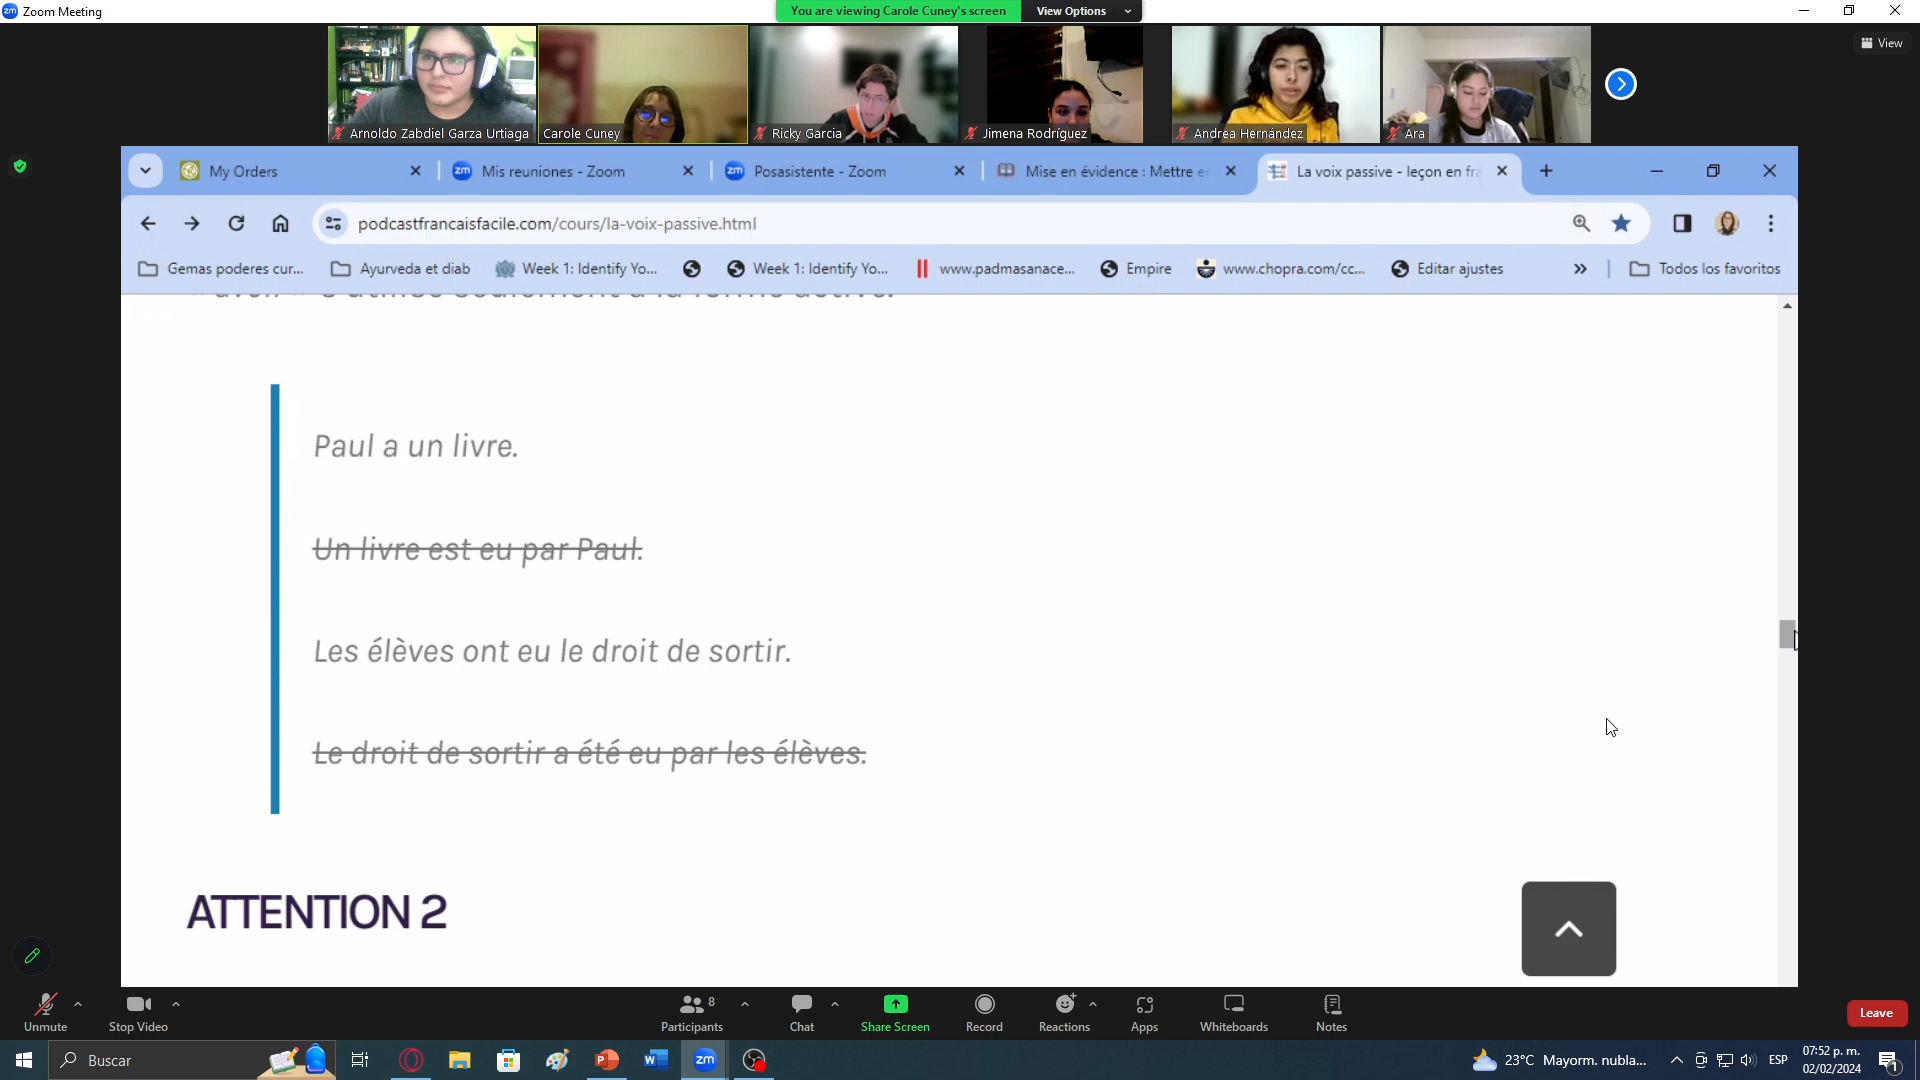 Zoom Meeting
You are viewing Carole Cuney's screen
View Options
View
Arnoldo Zabdiel Garza Urtiaga
Carole Cuney
Ricky Garcia
Jimena Rodríguez
Andrea Hernández
Ara
My Orders
Mis reuniones - Zoom
Posasistente - Zoom
Mise en évidence : Mettre e
La voix passive - leçon en fra
podcastfrancaisfacile.com/cours/la-voix-passive.html
Gemas poderes cur...
Ayurveda et diab
Week 1: Identify Yo...
Week 1: Identify Yo...
www.padmasanace...
Empire
www.chopra.com/cc...
Editar ajustes
»
Todos los favoritos
Paul a un livre.
Un livre est eu par Paul.
Les élèves ont eu le droit de sortir.
Le droit de sortir a été eu par les élèves.
ATTENTION 2
Unmute
Stop Video
Participants
8
Chat
Share Screen
Record
Reactions
Apps
Whiteboards
Notes
Leave
Buscar
23°C Mayorm. nubla...
ESP
07:52 p. m.
02/02/2024
1